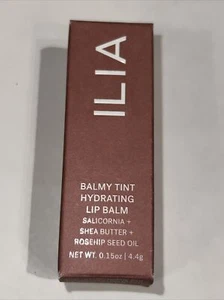 ILIA
BALMY TINT
HYDRATING
LIP BALM
SALICORNIA +
SHEA BUTTER +
ROSEHIP SEED OIL
NET WT. 0.15oz | 4.4g